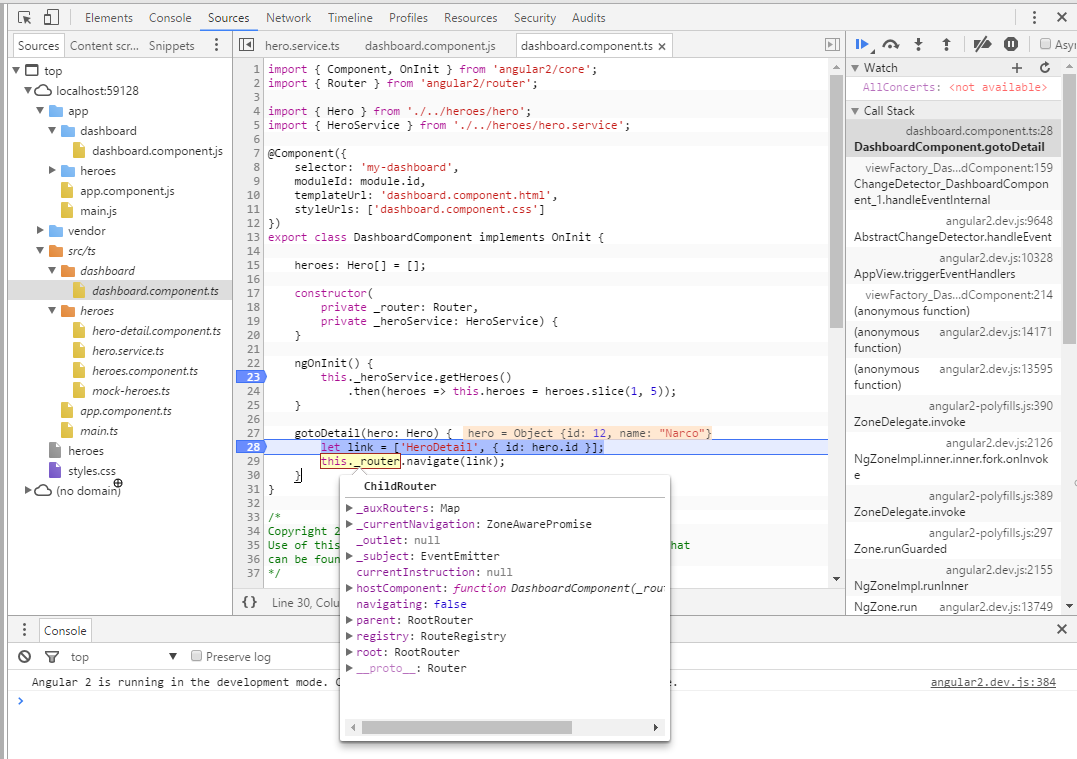 Elements Console Sources Network Timeline Profiles Resources Security Audits
Sources Content scr... Snippets
hero.service.ts dashboard.component.js dashboard.component.ts ×
Asy
top
localhost:59128
app
dashboard
dashboard.component.js
heroes
app.component.js
main.js
vendor
src/ts
dashboard
dashboard.component.ts
heroes
hero-detail.component.ts
hero.service.ts
heroes.component.ts
mock-heroes.ts
app.component.ts
main.ts
heroes
styles.css
(no domain)
1 import { Component, OnInit } from 'angular2/core';
2 import { Router } from 'angular2/router';
3
4 import { Hero } from './../heroes/hero';
5 import { HeroService } from './../heroes/hero.service';
6
7 @Component({
8 selector: 'my-dashboard',
9 moduleId: module.id,
10 templateUrl: 'dashboard.component.html',
11 styleUrls: ['dashboard.component.css']
12 })
13 export class DashboardComponent implements OnInit {
14
15 heroes: Hero[] = [];
16
17 constructor(
18 private _router: Router,
19 private _heroService: HeroService) {
20 }
21
22 ngOnInit() {
23 this._heroService.getHeroes()
24 .then(heroes => this.heroes = heroes.slice(1, 5));
25 }
26
27 gotoDetail(hero: Hero) { hero = Object {id: 12, name: "Narco"}
28 let link = ['HeroDetail', { id: hero.id }];
29 this._router.navigate(link);
30 }
31 }
32
33 /*
34 Copyright 2
35 Use of this hat
36 can be foun
37 */
{} Line 30, Colu
ChildRouter
_auxRouters: Map
_currentNavigation: ZoneAwarePromise
_outlet: null
_subject: EventEmitter
currentInstruction: null
hostComponent: function DashboardComponent(_rou
navigating: false
parent: RootRouter
registry: RouteRegistry
root: RootRouter
__proto__: Router
Watch
AllConcerts: <not available>
Call Stack
dashboard.component.ts:28
DashboardComponent.gotoDetail
viewFactory_Das...dComponent:159
ChangeDetector_DashboardCompon
ent_1.handleEventInternal
angular2.dev.js:9648
AbstractChangeDetector.handleEvent
angular2.dev.js:10328
AppView.triggerEventHandlers
viewFactory_Das...dComponent:214
(anonymous function)
(anonymous angular2.dev.js:14171
function)
(anonymous angular2.dev.js:13595
function)
angular2-polyfills.js:390
ZoneDelegate.invoke
angular2.dev.js:2126
NgZoneImpl.inner.inner.fork.onInvok
e
angular2-polyfills.js:389
ZoneDelegate.invoke
angular2-polyfills.js:297
Zone.runGuarded
angular2.dev.js:2155
NgZoneImpl.runInner
NgZone.run angular2.dev.js:13749
Console
top Preserve log
Angular 2 is running in the development mode. C e. angular2.dev.js:384